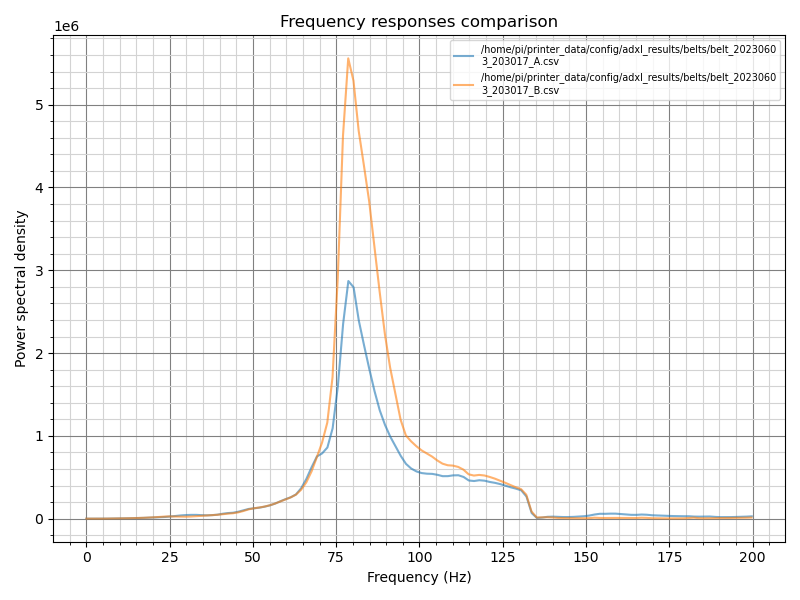 Frequency responses comparison
1e6
/home/pi/printer_data/config/adxl_results/belts/belt_2023060
3_203017_A.csv
/home/pi/printer_data/config/adxl_results/belts/belt_2023060
3_203017_B.csv
5
4
3
2
1
0
Power spectral density
0 25 50 75 100 125 150 175 200
Frequency (Hz)